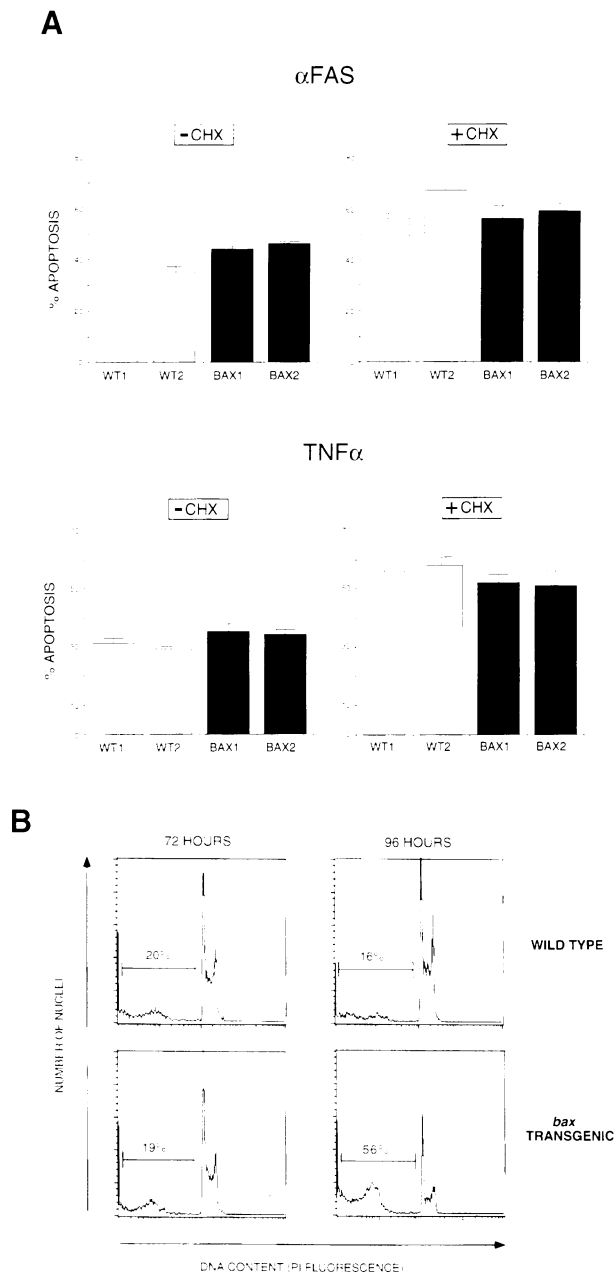 A
αFAS
-CHX
+CHX
% APOPTOSIS
WT1 WT2 BAX1 BAX2
WT1 WT2 BAX1 BAX2
TNFα
-CHX
+CHX
% APOPTOSIS
WT1 WT2 BAX1 BAX2
WT1 WT2 BAX1 BAX2
B
72 HOURS
96 HOURS
NUMBER OF NUCLEI
20%
16%
WILD TYPE
19%
56%
bax
TRANSGENIC
DNA CONTENT (PI FLUORESCENCE)